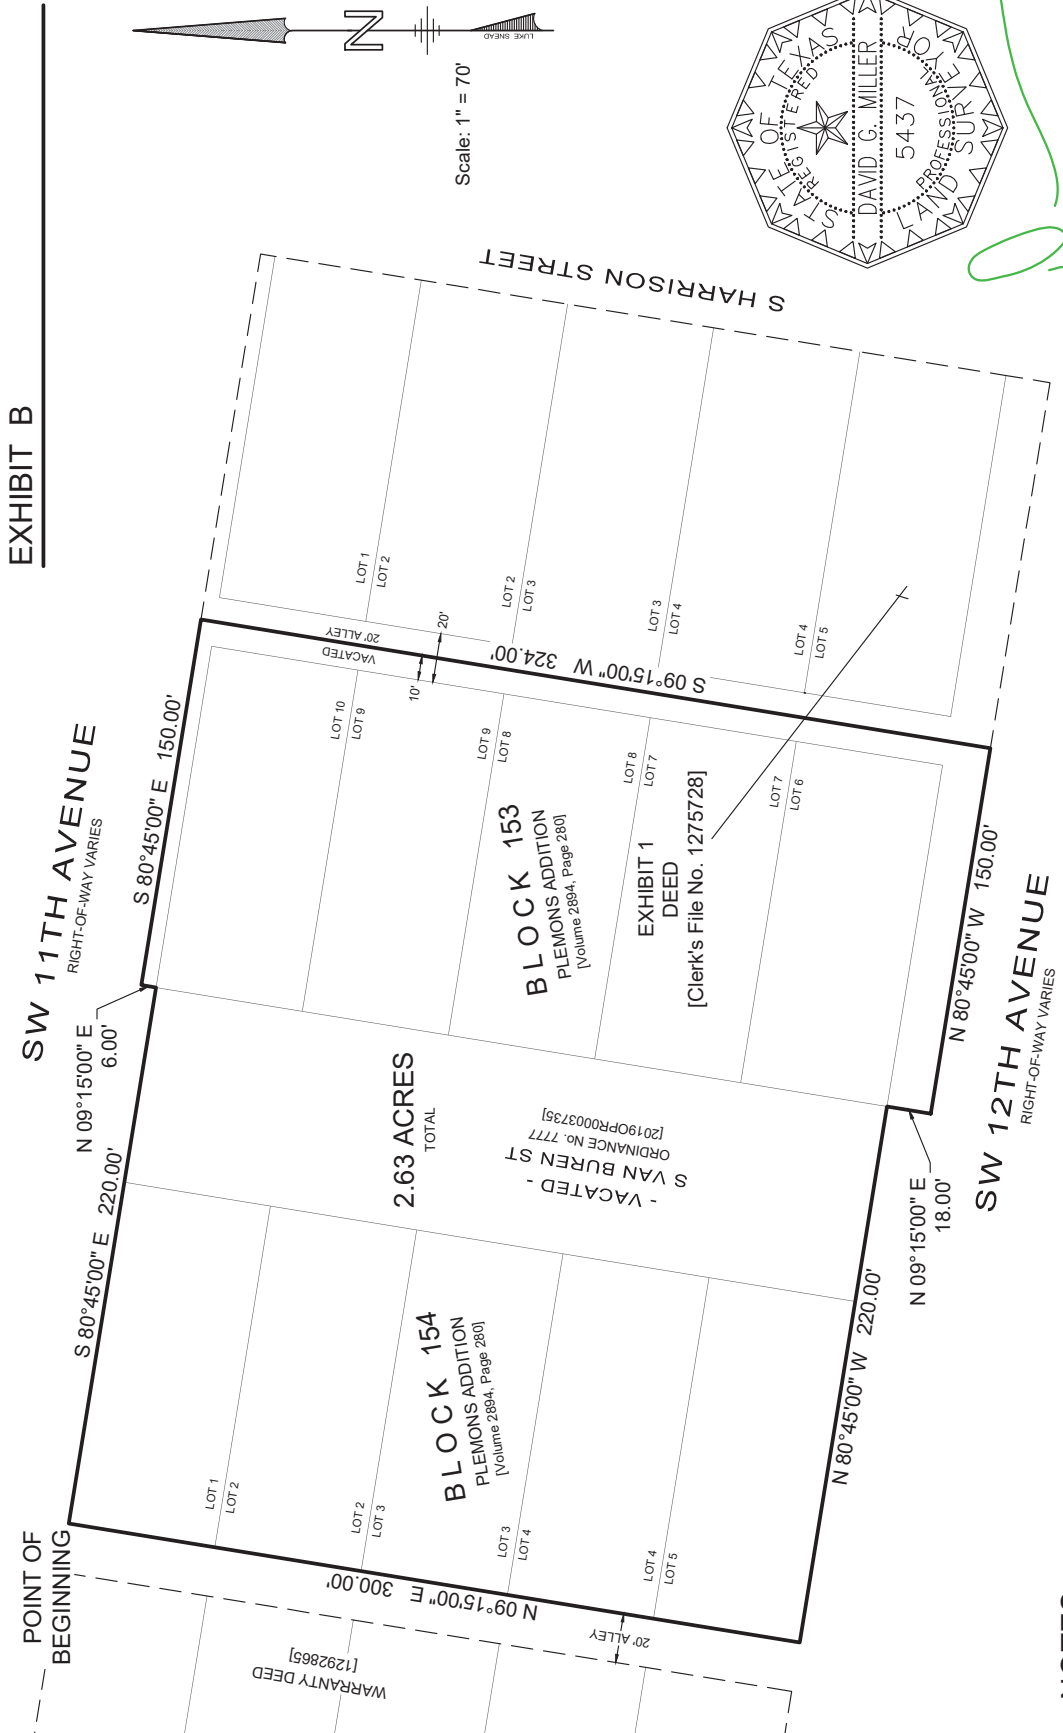 EXHIBIT B
N
LUKE SNEAD
Scale: 1" = 70'
STATE OF TEXAS
REGISTERED
DAVID G. MILLER
5437
PROFESSIONAL
LAND SURVEYOR
S HARRISON STREET
SW 11TH AVENUE
RIGHT-OF-WAY VARIES
S 80°45'00" E 150.00'
N 09°15'00" E
6.00'
S 80°45'00" E 220.00'
POINT OF
BEGINNING
LOT 1
LOT 2
LOT 2
LOT 3
LOT 3
LOT 4
LOT 4
LOT 5
20' ALLEY
VACATED
20'
10'
S 09°15'00" W 324.00'
LOT 10
LOT 9
LOT 9
LOT 8
LOT 8
LOT 7
LOT 7
LOT 6
BLOCK 153
PLEMONS ADDITION
[Volume 2894, Page 280]
EXHIBIT 1
DEED
[Clerk's File No. 1275728]
2.63 ACRES
TOTAL
- VACATED -
S VAN BUREN ST
ORDINANCE No. 7777
[2019OPR0003735]
BLOCK 154
PLEMONS ADDITION
[Volume 2894, Page 280]
LOT 1
LOT 2
LOT 2
LOT 3
LOT 3
LOT 4
LOT 4
LOT 5
N 09°15'00" E 300.00'
20' ALLEY
WARRANTY DEED
[1292865]
N 80°45'00" W 150.00'
N 09°15'00" E
18.00'
N 80°45'00" W 220.00'
SW 12TH AVENUE
RIGHT-OF-WAY VARIES